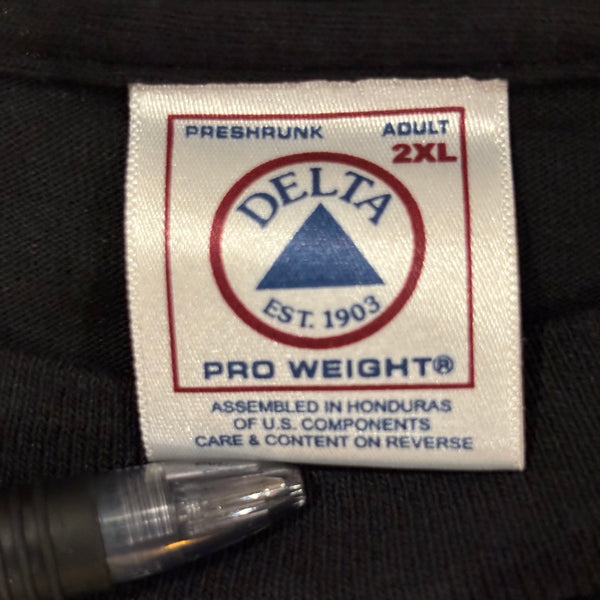 PRESHRUNK ADULT
2XL
DELTA
EST. 1903
PRO WEIGHT®
ASSEMBLED IN HONDURAS
OF U.S. COMPONENTS
CARE & CONTENT ON REVERSE